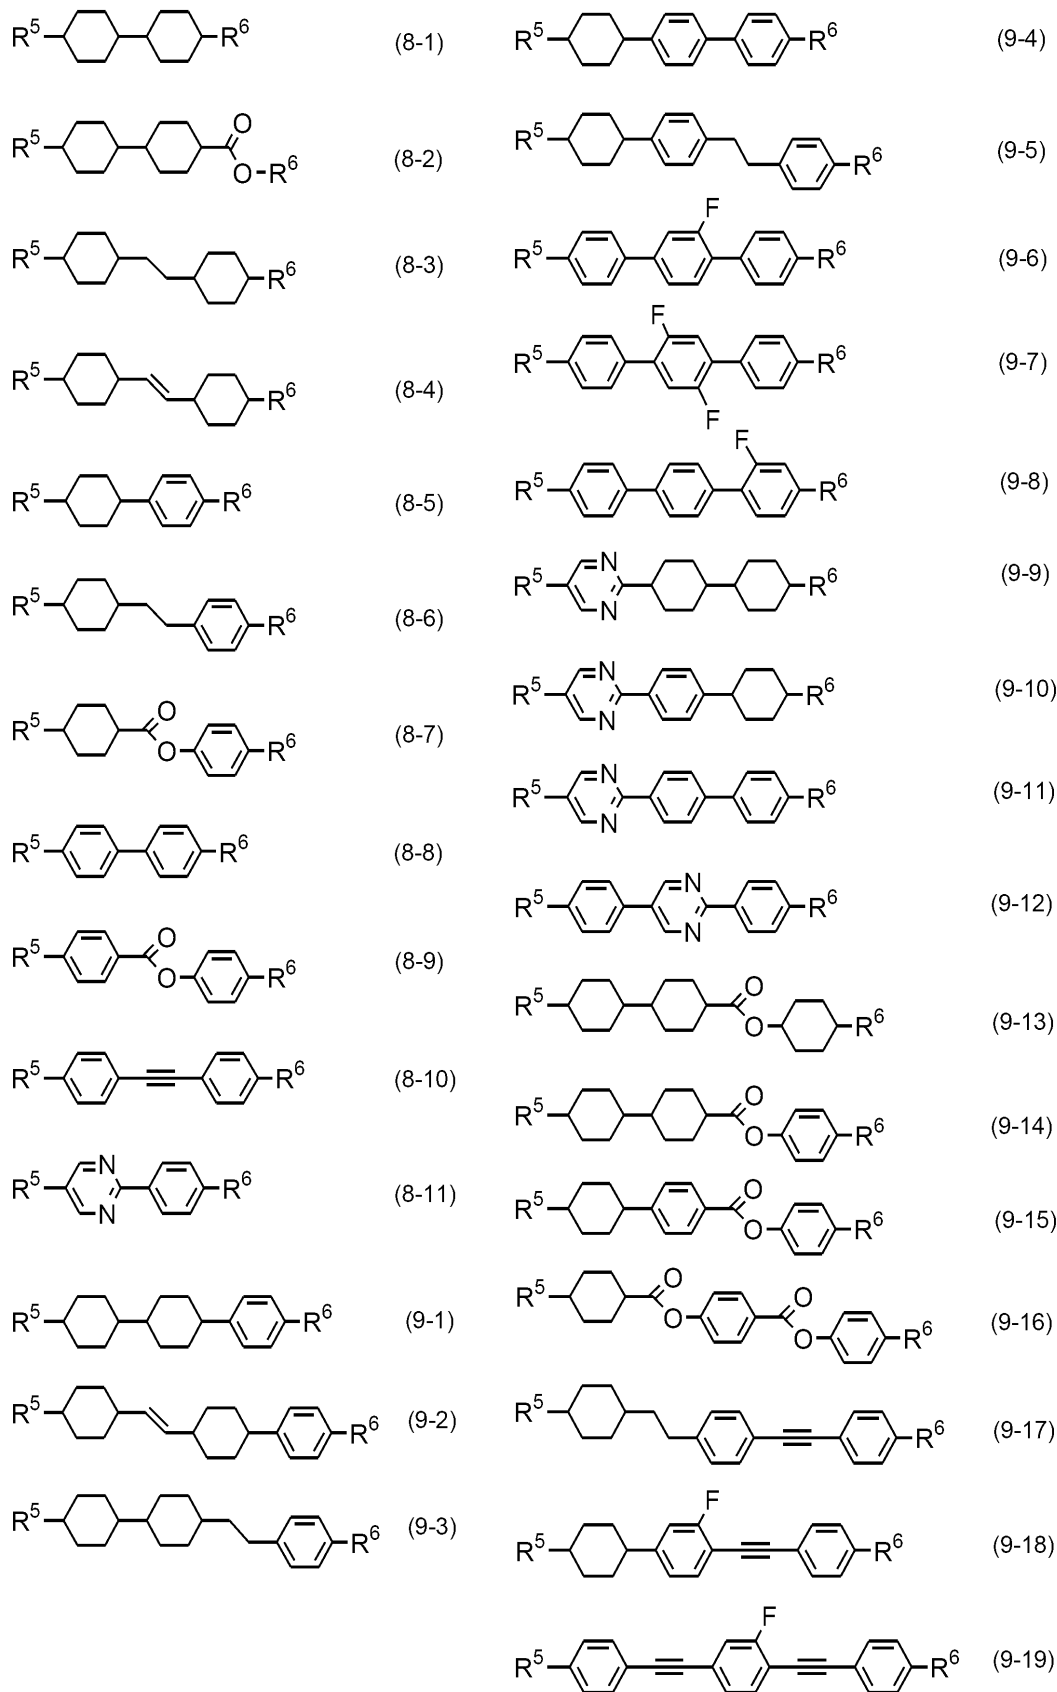 R⁵ R⁶ (8-1)
R⁵ O O R⁶ (8-2)
R⁵ R⁶ (8-3)
R⁵ R⁶ (8-4)
R⁵ R⁶ (8-5)
R⁵ R⁶ (8-6)
R⁵ O O R⁶ (8-7)
R⁵ R⁶ (8-8)
R⁵ O O R⁶ (8-9)
R⁵ R⁶ (8-10)
R⁵ N N R⁶ (8-11)
R⁵ R⁶ (9-1)
R⁵ R⁶ (9-2)
R⁵ R⁶ (9-3)
R⁵ R⁶ (9-4)
R⁵ R⁶ (9-5)
R⁵ F R⁶ (9-6)
R⁵ F F R⁶ (9-7)
R⁵ F R⁶ (9-8)
R⁵ N N R⁶ (9-9)
R⁵ N N R⁶ (9-10)
R⁵ N N R⁶ (9-11)
R⁵ N N R⁶ (9-12)
R⁵ O O R⁶ (9-13)
R⁵ O O R⁶ (9-14)
R⁵ O O R⁶ (9-15)
R⁵ O O O O R⁶ (9-16)
R⁵ R⁶ (9-17)
R⁵ F R⁶ (9-18)
R⁵ F R⁶ (9-19)